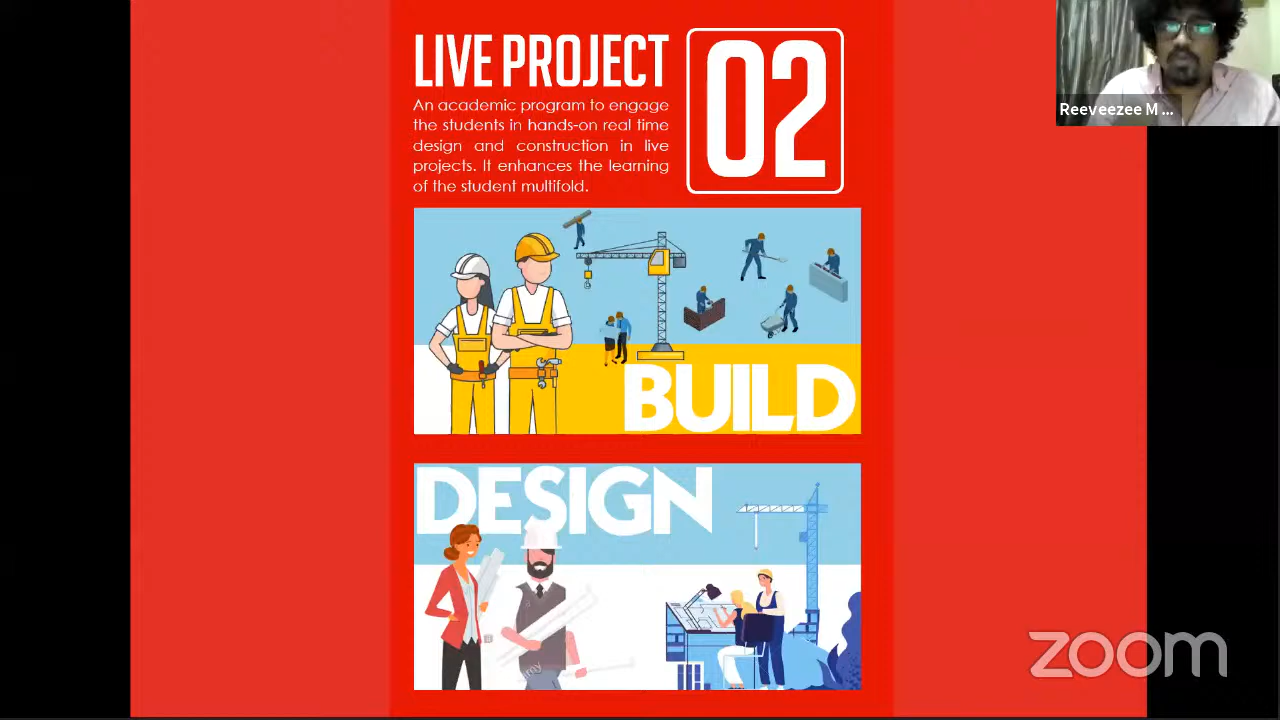 LIVE PROJECT
02
An academic program to engage
the students in hands-on real time
design and construction in live
projects. It enhances the learning
of the student multifold.
Reeveezee M ...
BUILD
DESIGN
zoom